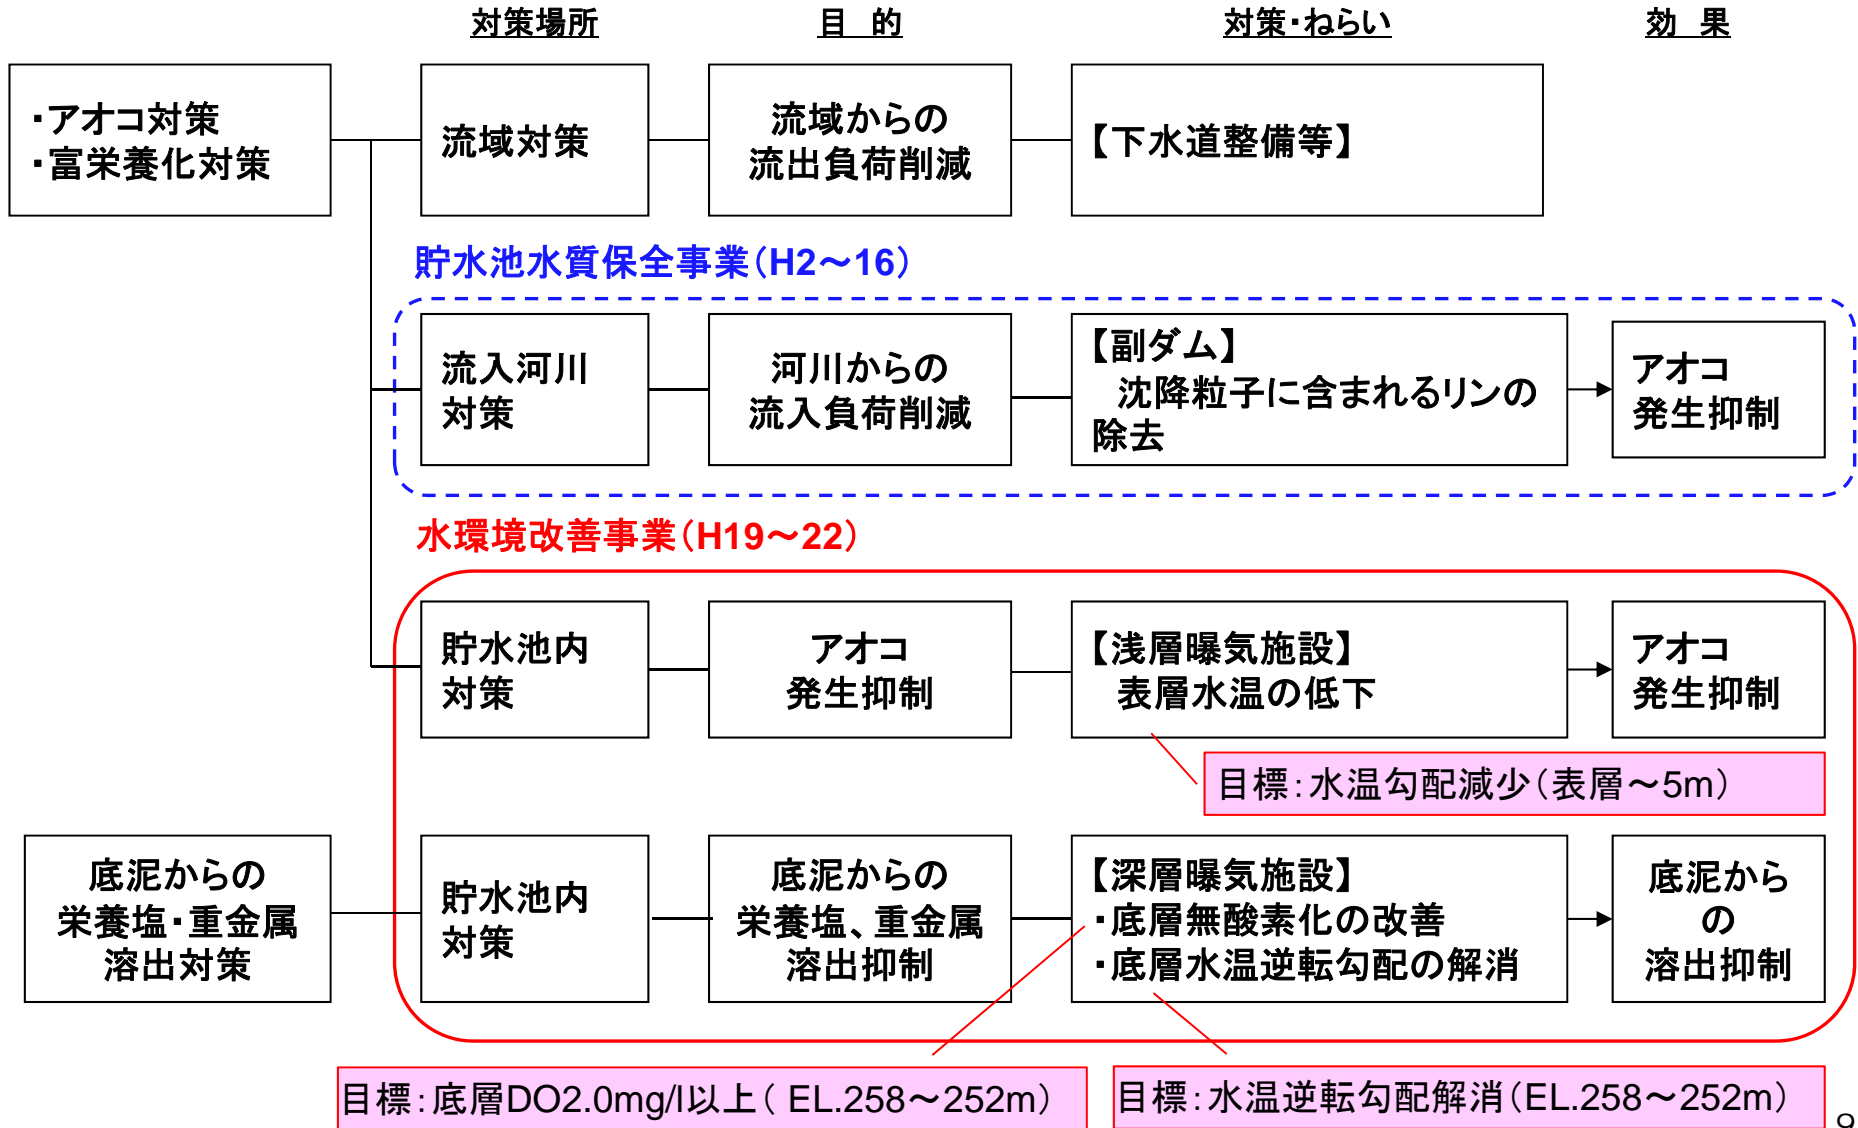 対策場所
目 的
対策・ねらい
効 果
・アオコ対策
・富栄養化対策
流域対策
流域からの
流出負荷削減
【下水道整備等】
貯水池水質保全事業（H2～16）
流入河川
対策
河川からの
流入負荷削減
【副ダム】
沈降粒子に含まれるリンの
除去
アオコ
発生抑制
水環境改善事業（H19～22）
貯水池内
対策
アオコ
発生抑制
【浅層曝気施設】
表層水温の低下
アオコ
発生抑制
目標：水温勾配減少（表層～5m）
底泥からの
栄養塩・重金属
溶出対策
貯水池内
対策
底泥からの
栄養塩、重金属
溶出抑制
【深層曝気施設】
・底層無酸素化の改善
・底層水温逆転勾配の解消
底泥から
の
溶出抑制
目標：底層DO2.0mg/l以上（ EL.258～252m）
目標：水温逆転勾配解消（EL.258～252m）